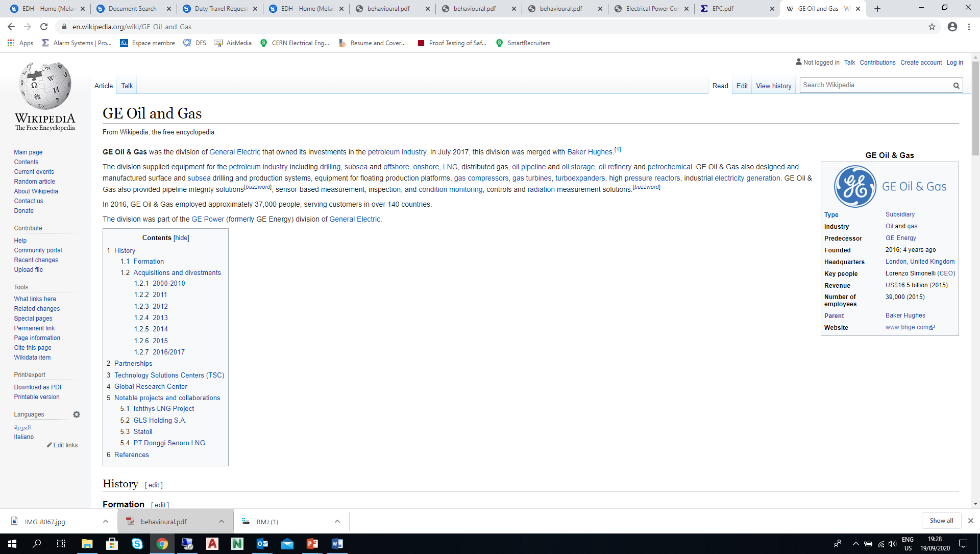 EDH - Home (Melan
Document Search
Duty Travel Request
EDH - Home (Melan
behavioural.pdf
behavioural.pdf
behavioural.pdf
Electrical Power Co
EPC.pdf
GE Oil and Gas - Wi
en.wikipedia.org/wiki/GE_Oil_and_Gas
Apps
Alarm Systems | Pro...
Espace membre
DFS
AirMedia
CERN Electrical Eng...
Resume and Cover...
Proof Testing of Saf...
SmartRecruiters
Not logged in Talk Contributions Create account Log in
Article Talk
Read Edit View history
Search Wikipedia
WIKIPEDIA
The Free Encyclopedia
Main page
Contents
Current events
Random article
About Wikipedia
Contact us
Donate
Contribute
Help
Community portal
Recent changes
Upload file
Tools
What links here
Related changes
Special pages
Permanent link
Page information
Cite this page
Wikidata item
Print/export
Download as PDF
Printable version
Languages
العربية
Italiano
Edit links
GE Oil and Gas
From Wikipedia, the free encyclopedia
GE Oil & Gas was the division of General Electric that owned its investments in the petroleum industry. In July 2017, this division was merged with Baker Hughes.[1]
The division supplied equipment for the petroleum industry including drilling, subsea and offshore, onshore, LNG, distributed gas, oil pipeline and oil storage, oil refinery and petrochemical. GE Oil & Gas also designed and
manufactured surface and subsea drilling and production systems, equipment for floating production platforms, gas compressors, gas turbines, turboexpanders, high pressure reactors, industrial electricity generation. GE Oil &
Gas also provided pipeline integrity solutions[buzzword], sensor-based measurement, inspection, and condition monitoring, controls and radiation measurement solutions.[buzzword]
In 2016, GE Oil & Gas employed approximately 37,000 people, serving customers in over 140 countries.
The division was part of the GE Power (formerly GE Energy) division of General Electric.
Contents [hide]
1 History
1.1 Formation
1.2 Acquisitions and divestments
1.2.1 2000-2010
1.2.2 2011
1.2.3 2012
1.2.4 2013
1.2.5 2014
1.2.6 2015
1.2.7 2016/2017
2 Partnerships
3 Technology Solutions Centers (TSC)
4 Global Research Center
5 Notable projects and collaborations
5.1 Ichthys LNG Project
5.2 GLS Holding S.A.
5.3 Statoil
5.4 PT Donggi Senoro LNG
6 References
History [edit]
Formation [edit]
GE Oil & Gas
GE Oil & Gas
Type Subsidiary
Industry Oil and gas
Predecessor GE Energy
Founded 2016; 4 years ago
Headquarters London, United Kingdom
Key people Lorenzo Simonelli (CEO)
Revenue US$16.5 billion (2015)
Number of employees 39,000 (2015)
Parent Baker Hughes
Website www.bhge.com
behavioural.pdf
Show all
ENG
US
19:28
19/09/2020